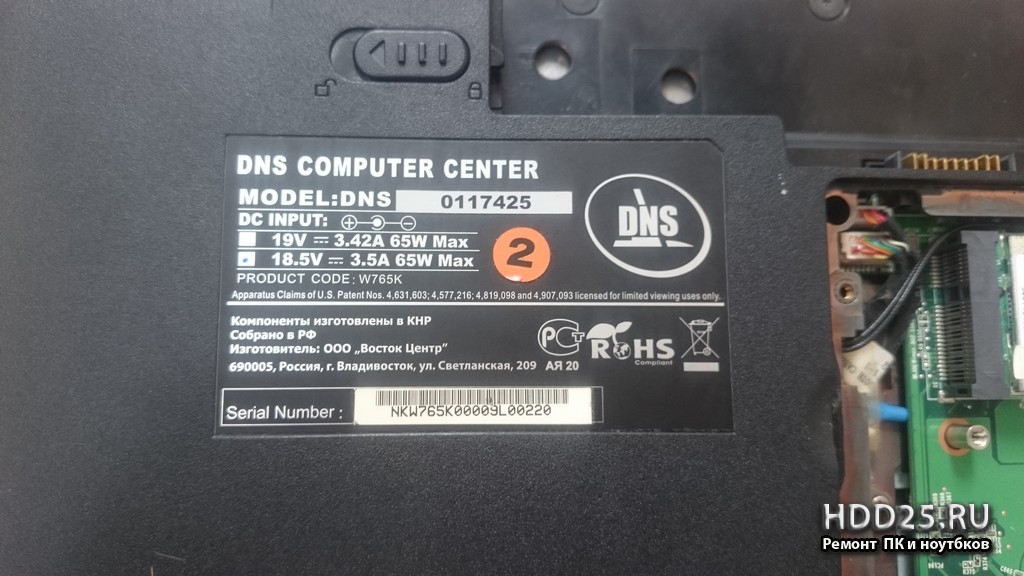 DNS COMPUTER CENTER
MODEL:DNS 0117425
DC INPUT:
19V 3.42A 65W Max
18.5V 3.5A 65W Max
2
PRODUCT CODE: W765K
DNS
Apparatus Claims of U.S. Patent Nos. 4,631,603; 4,577,216; 4,819,098 and 4,907,093 licensed for limited viewing uses only.
Компоненты изготовлены в КНР
Собрано в РФ
Изготовитель: ООО „Восток Центр"
690005, Россия, г. Владивосток, ул. Светланская, 209
АЯ 20
RoHS
Compliant
Serial Number :
NKW765K00009L00220
HDD25.RU
Ремонт ПК и ноутбков